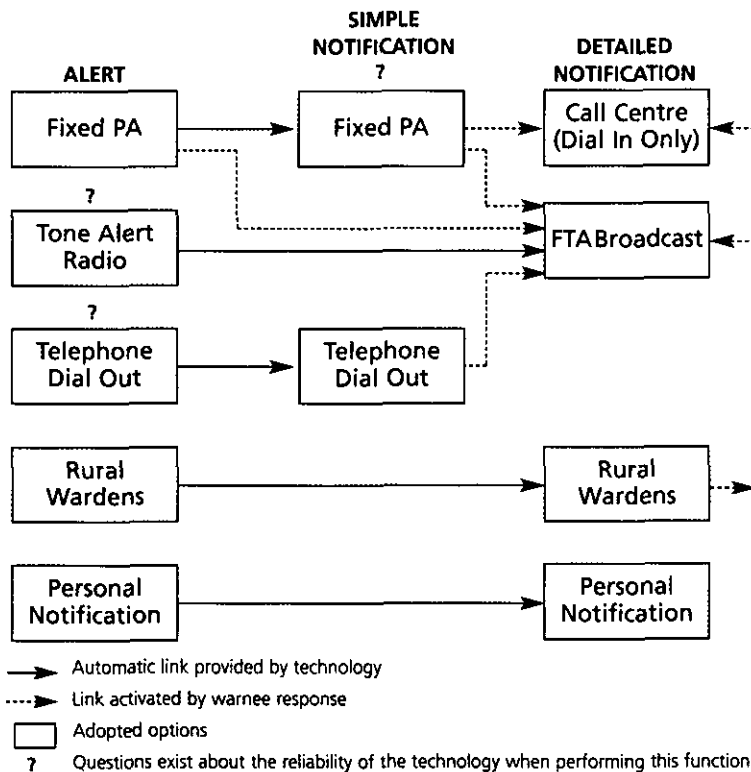 SIMPLE
NOTIFICATION
?
DETAILED
NOTIFICATION
ALERT
Fixed PA
Fixed PA
Call Centre
(Dial In Only)
?
Tone Alert
Radio
FTA Broadcast
?
Telephone
Dial Out
Telephone
Dial Out
Rural
Wardens
Rural
Wardens
Personal
Notification
Personal
Notification
Automatic link provided by technology
Link activated by warnee response
Adopted options
? Questions exist about the reliability of the technology when performing this function